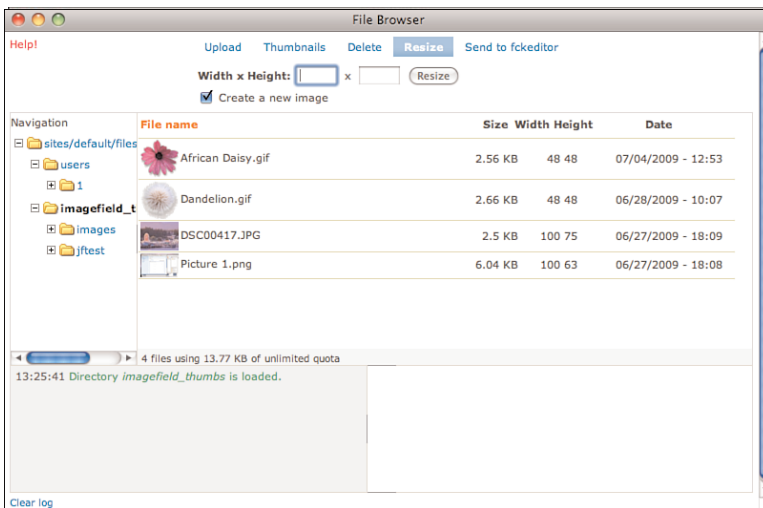 File Browser
Help!
Upload Thumbnails Delete Resize Send to fckeditor
Width x Height: x Resize
Create a new image
Navigation
sites/default/files
users
1
imagefield_t
images
jftest
File name Size Width Height Date
African Daisy.gif 2.56 KB 48 48 07/04/2009 - 12:53
Dandelion.gif 2.66 KB 48 48 06/28/2009 - 10:07
DSC00417.JPG 2.5 KB 100 75 06/27/2009 - 18:09
Picture 1.png 6.04 KB 100 63 06/27/2009 - 18:08
4 files using 13.77 KB of unlimited quota
13:25:41 Directory imagefield_thumbs is loaded.
Clear log